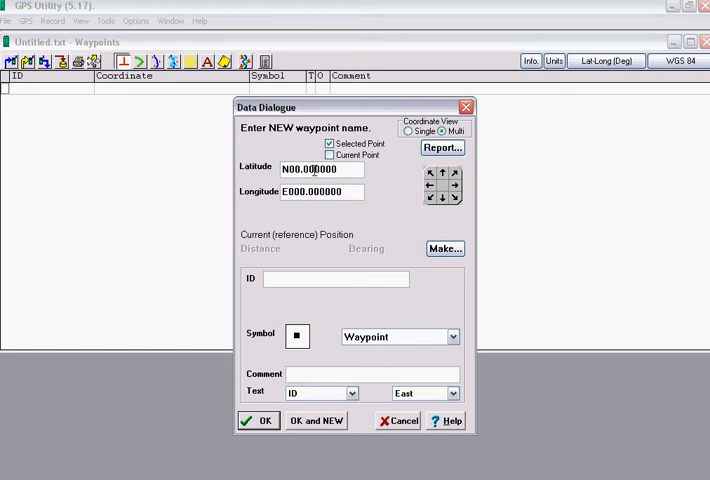 GPS Utility (5.17).
File GPS Record View Tools Options Window Help
Untitled.txt - Waypoints
A Info. Units Lat-Long (Deg) WGS 84
ID Coordinate Symbol T O Comment
Data Dialogue
Enter NEW waypoint name.
Coordinate View
Single Multi
Selected Point
Current Point
Report...
Latitude N00.000000
Longitude E000.000000
Current (reference) Position
Distance Bearing Make...
ID
Symbol Waypoint
Comment
Text ID East
OK OK and NEW Cancel ? Help